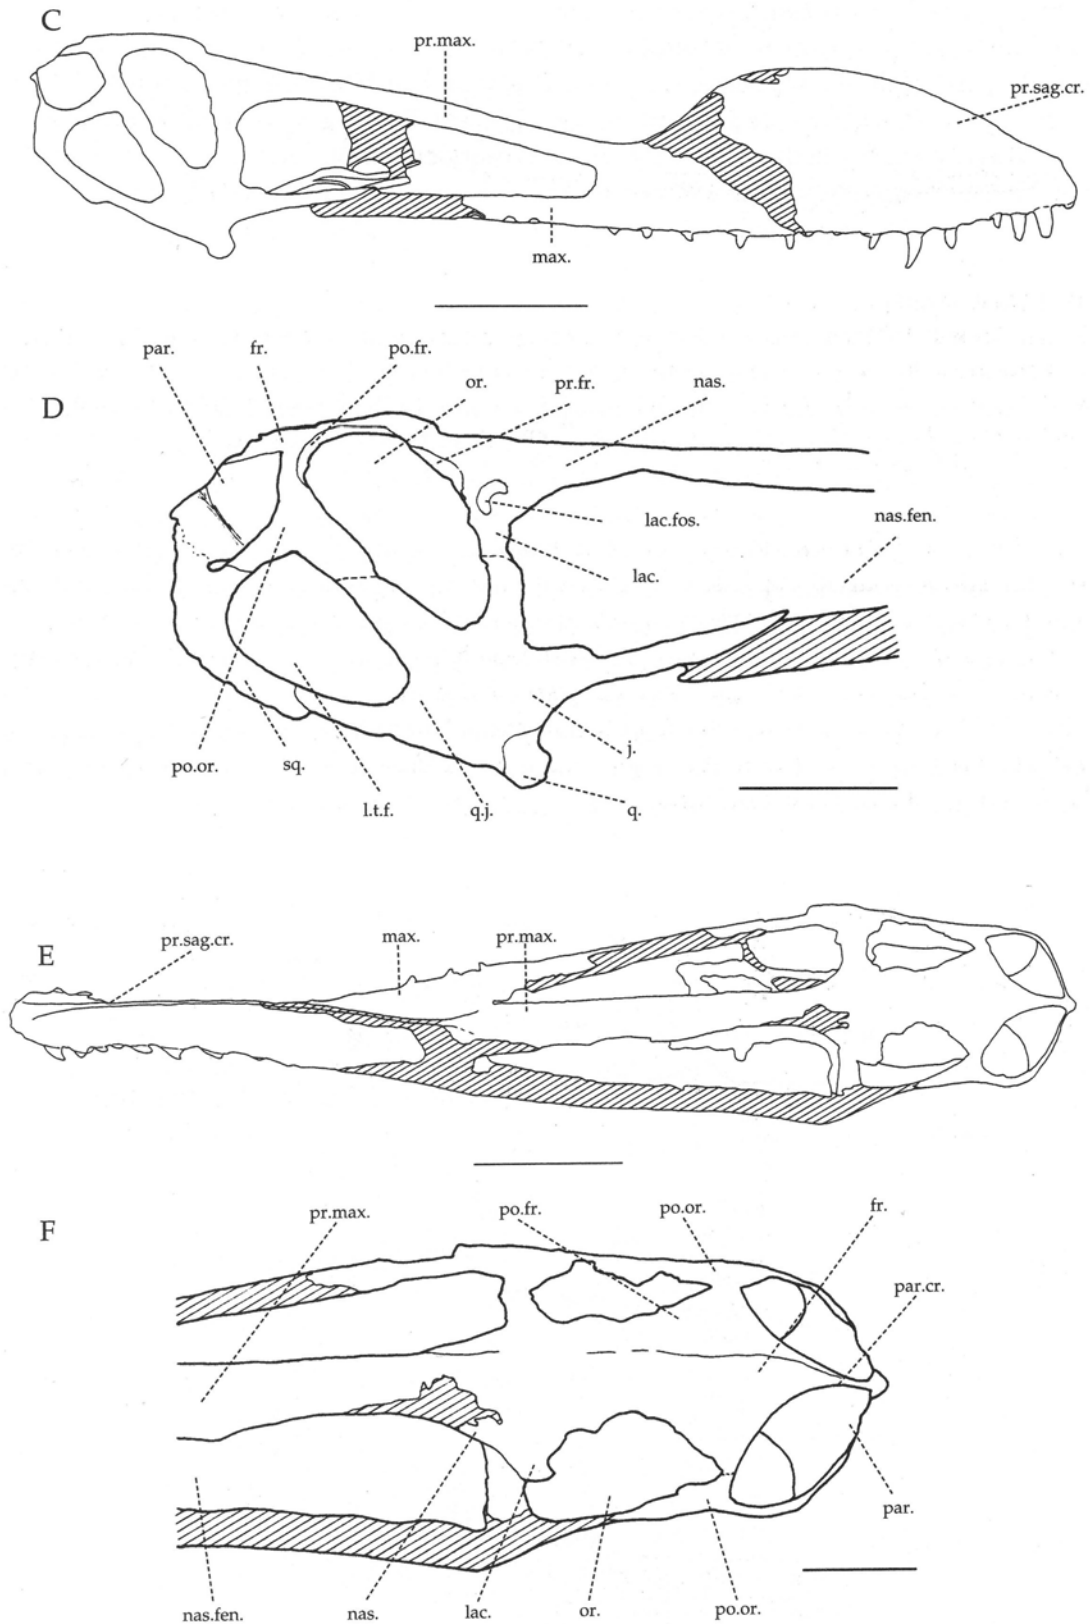 C
pr.max.
pr.sag.cr.
max.
D
par.
fr.
po.fr.
or.
pr.fr.
nas.
lac.fos.
nas.fen.
lac.
po.or.
sq.
l.t.f.
q.j.
j.
q.
E
pr.sag.cr.
max.
pr.max.
F
pr.max.
po.fr.
po.or.
fr.
par.cr.
par.
nas.fen.
nas.
lac.
or.
po.or.